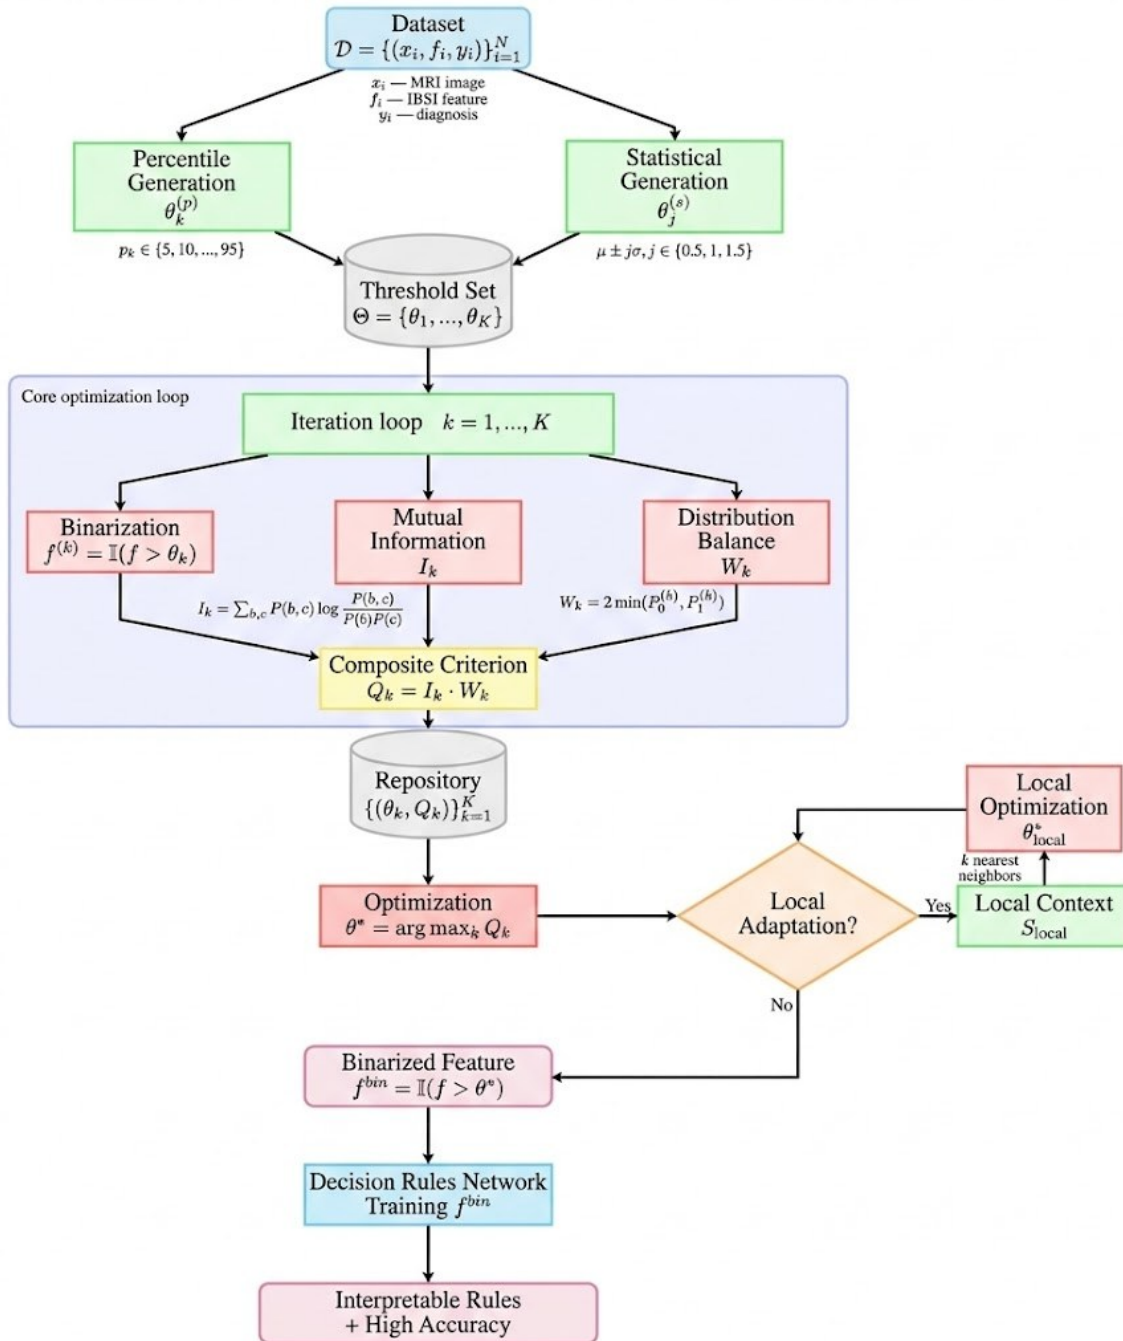 Dataset
𝒟 = {(xᵢ, fᵢ, yᵢ)}ᵢ₌₁ᴺ
xᵢ — MRI image
fᵢ — IBSI feature
yᵢ — diagnosis
Percentile
Generation
θₖ⁽ᵖ⁾
pₖ ∈ {5, 10, ..., 95}
Statistical
Generation
θⱼ⁽ˢ⁾
μ ± jσ, j ∈ {0.5, 1, 1.5}
Threshold Set
Θ = {θ₁, ..., θ_K}
Core optimization loop
Iteration loop k = 1, ..., K
Binarization
f⁽ᵏ⁾ = 𝕀(f > θₖ)
Mutual
Information
Iₖ
Distribution
Balance
Wₖ
Iₖ = ∑_{b,c} P(b, c) log P(b, c) / P(b)P(c)
Wₖ = 2 min(P₀⁽ʰ⁾, P₁⁽ʰ⁾)
Composite Criterion
Qₖ = Iₖ · Wₖ
Repository
{(θₖ, Qₖ)}ₖ₌₁ᴷ
Optimization
θ* = arg maxₖ Qₖ
Local
Adaptation?
Yes
No
Local
Optimization
θ*_local
k nearest
neighbors
Local Context
S_local
Binarized Feature
f^{bin} = 𝕀(f > θ*)
Decision Rules Network
Training f^{bin}
Interpretable Rules
+ High Accuracy